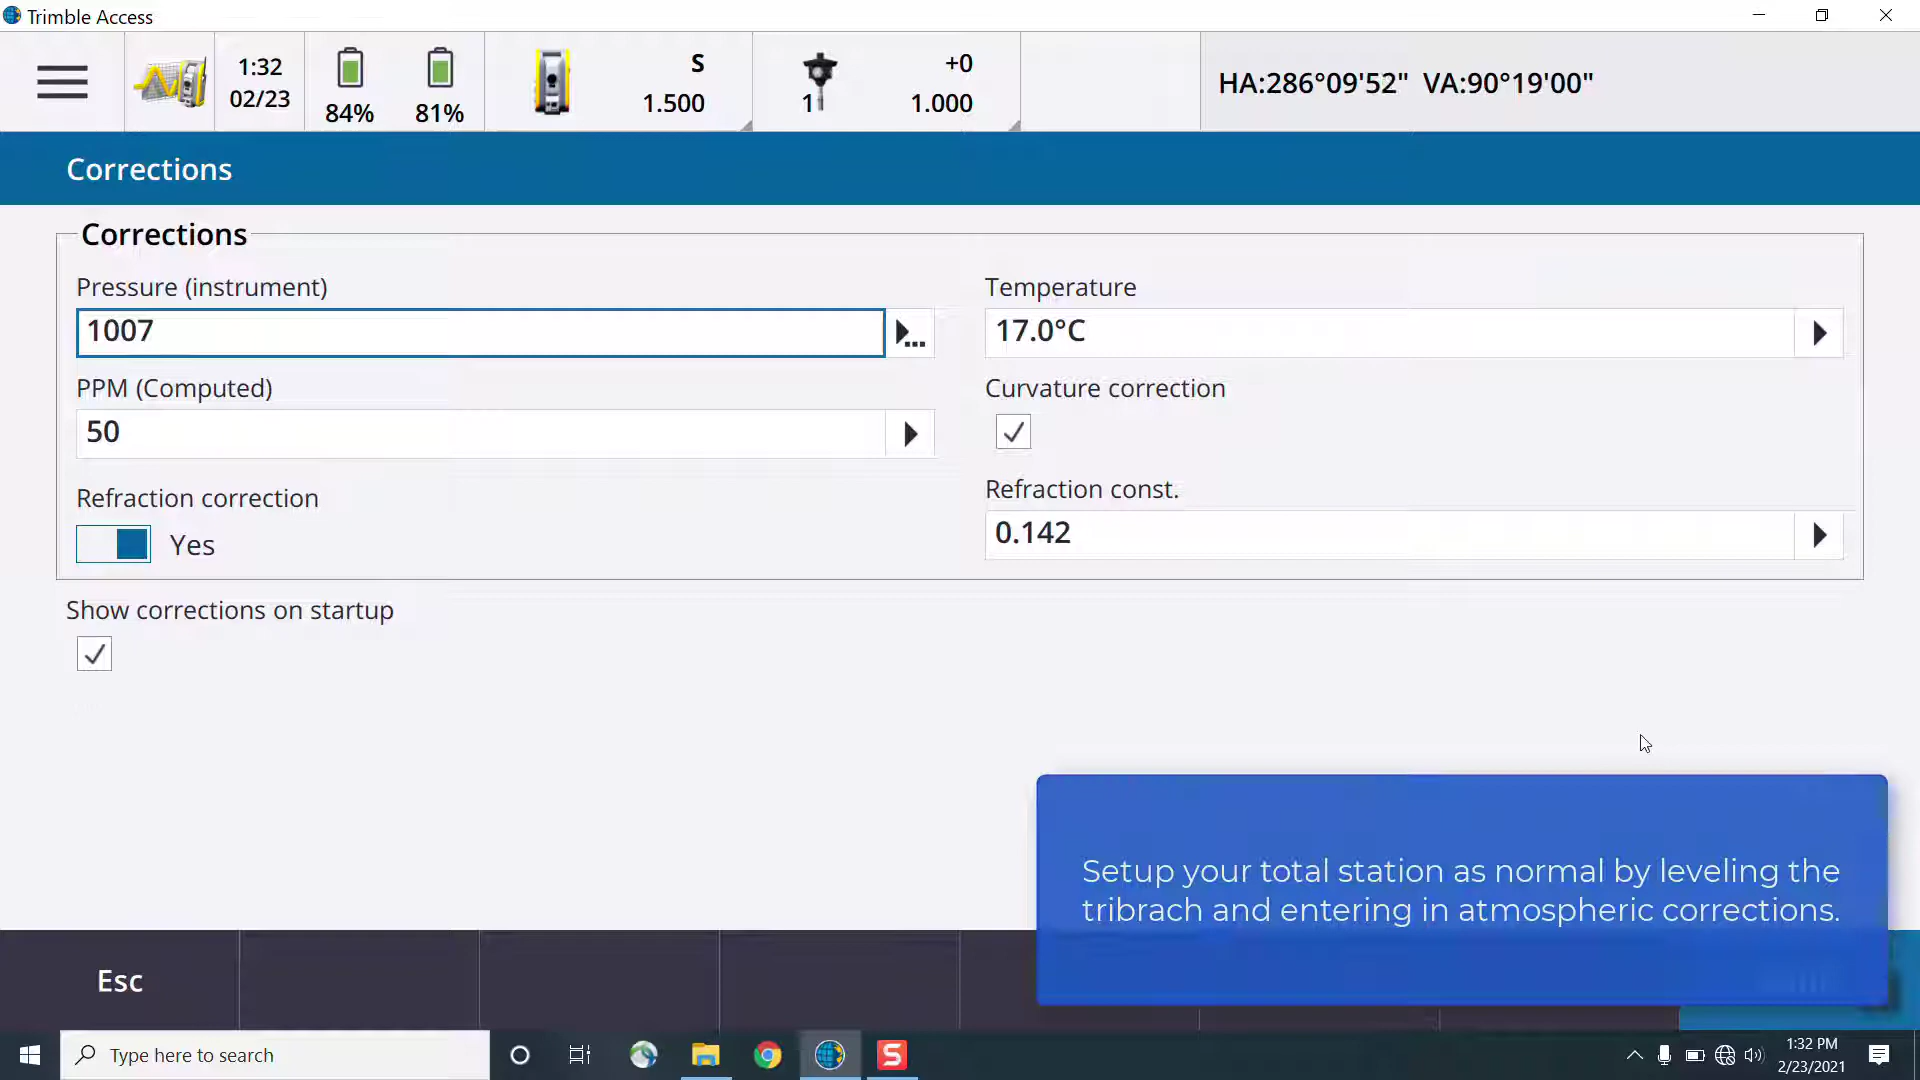 Trimble Access
1:32
02/23
84%
81%
S
1.500
1
+0
1.000
HA:286°09'52" VA:90°19'00"
Corrections
Corrections
Pressure (instrument)
1007
Temperature
17.0°C
PPM (Computed)
50
Curvature correction
Refraction correction
Yes
Refraction const.
0.142
Show corrections on startup
Setup your total station as normal by leveling the
tribrach and entering in atmospheric corrections.
Esc
Type here to search
S
1:32 PM
2/23/2021